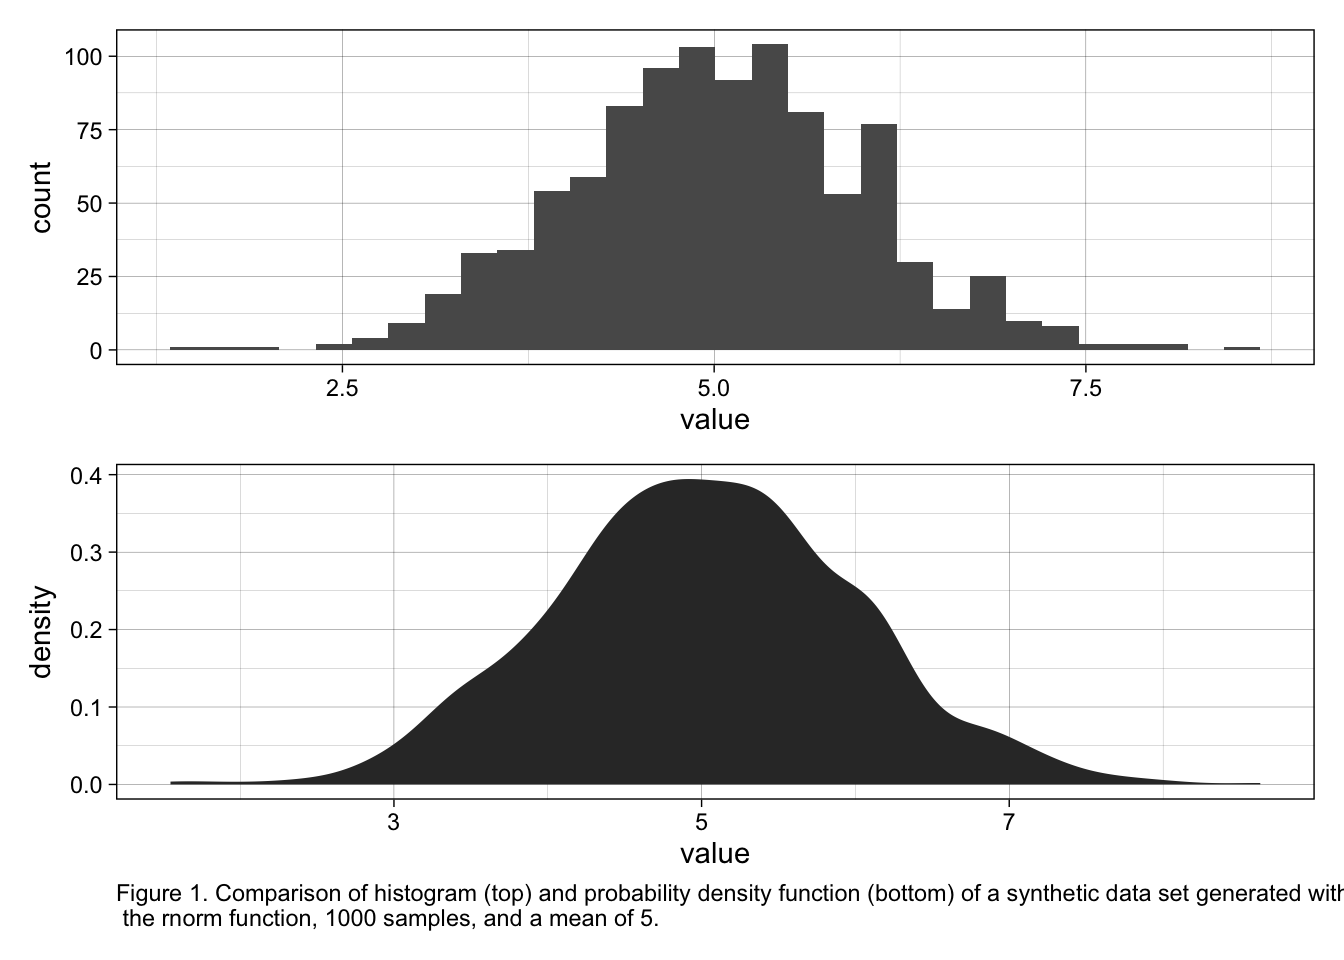 100
75
50
25
0
count
2.5 5.0 7.5
value
0.4
0.3
0.2
0.1
0.0
density
3 5 7
value
Figure 1. Comparison of histogram (top) and probability density function (bottom) of a synthetic data set generated with
the rnorm function, 1000 samples, and a mean of 5.